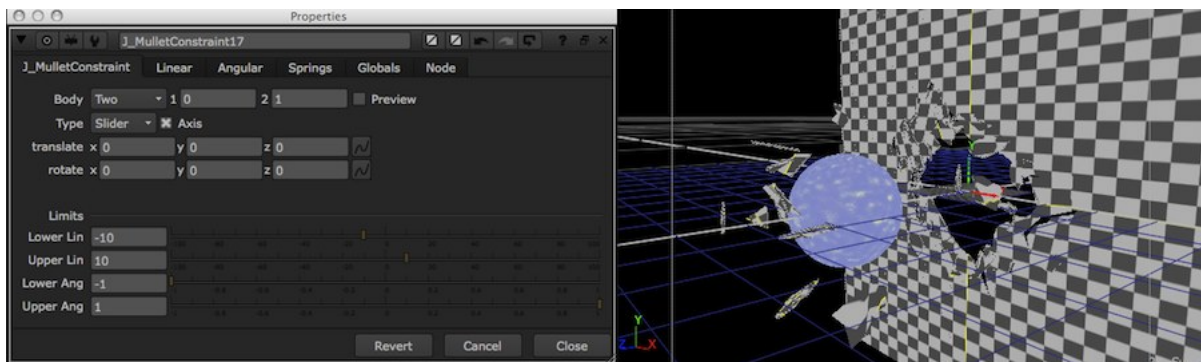 Properties
J_MulletConstraint17 ?
J_MulletConstraint Linear Angular Springs Globals Node
Body Two 1 0 2 1 Preview
Type Slider Axis
translate x 0 y 0 z 0
rotate x 0 y 0 z 0
Limits
Lower Lin -10
Upper Lin 10
Lower Ang -1
Upper Ang 1
Revert Cancel Close
Y
Y
Z X